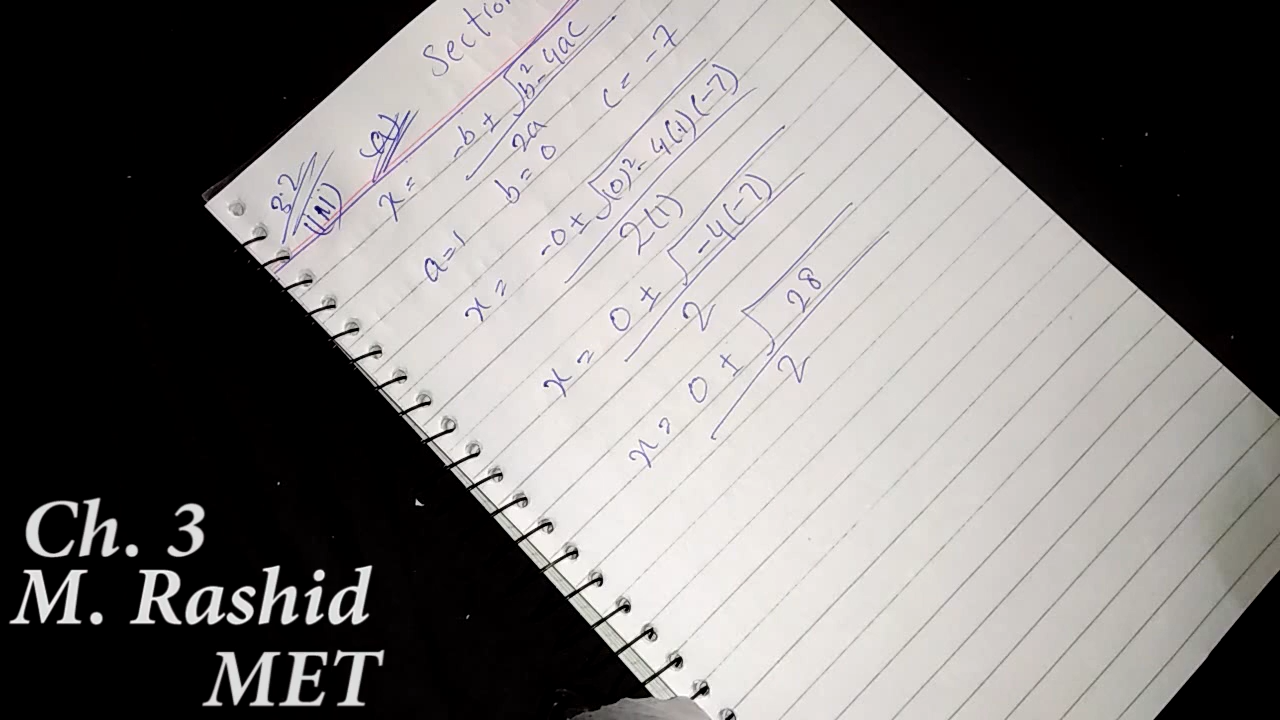 Section
3.2
(a)
x = -b ± √b² - 4ac / 2a
a = 1 b = 0 c = -7
x = -0 ± √(0)² - 4(1)(-7) / 2(1)
x = 0 ± √-4(-7) / 2
x = 0 ± √28 / 2
Ch. 3
M. Rashid
MET